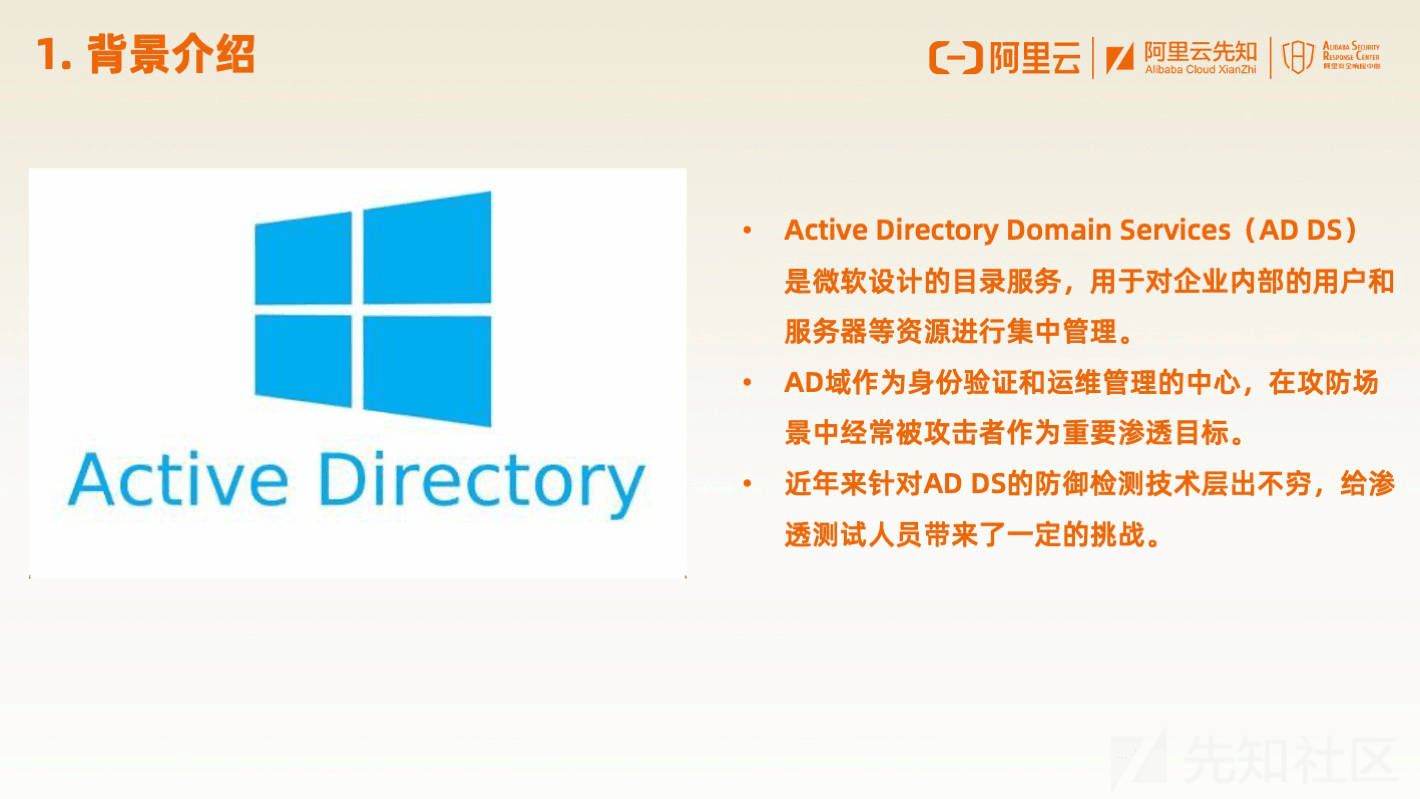 1. 背景介绍
阿里云
阿里云先知
Alibaba Cloud XianZhi
Alibaba Security
Response Center
阿里安全响应中心
Active Directory
• Active Directory Domain Services（AD DS）
是微软设计的目录服务，用于对企业内部的用户和
服务器等资源进行集中管理。
• AD域作为身份验证和运维管理的中心，在攻防场
景中经常被攻击者作为重要渗透目标。
• 近年来针对AD DS的防御检测技术层出不穷，给渗
透测试人员带来了一定的挑战。
先知社区